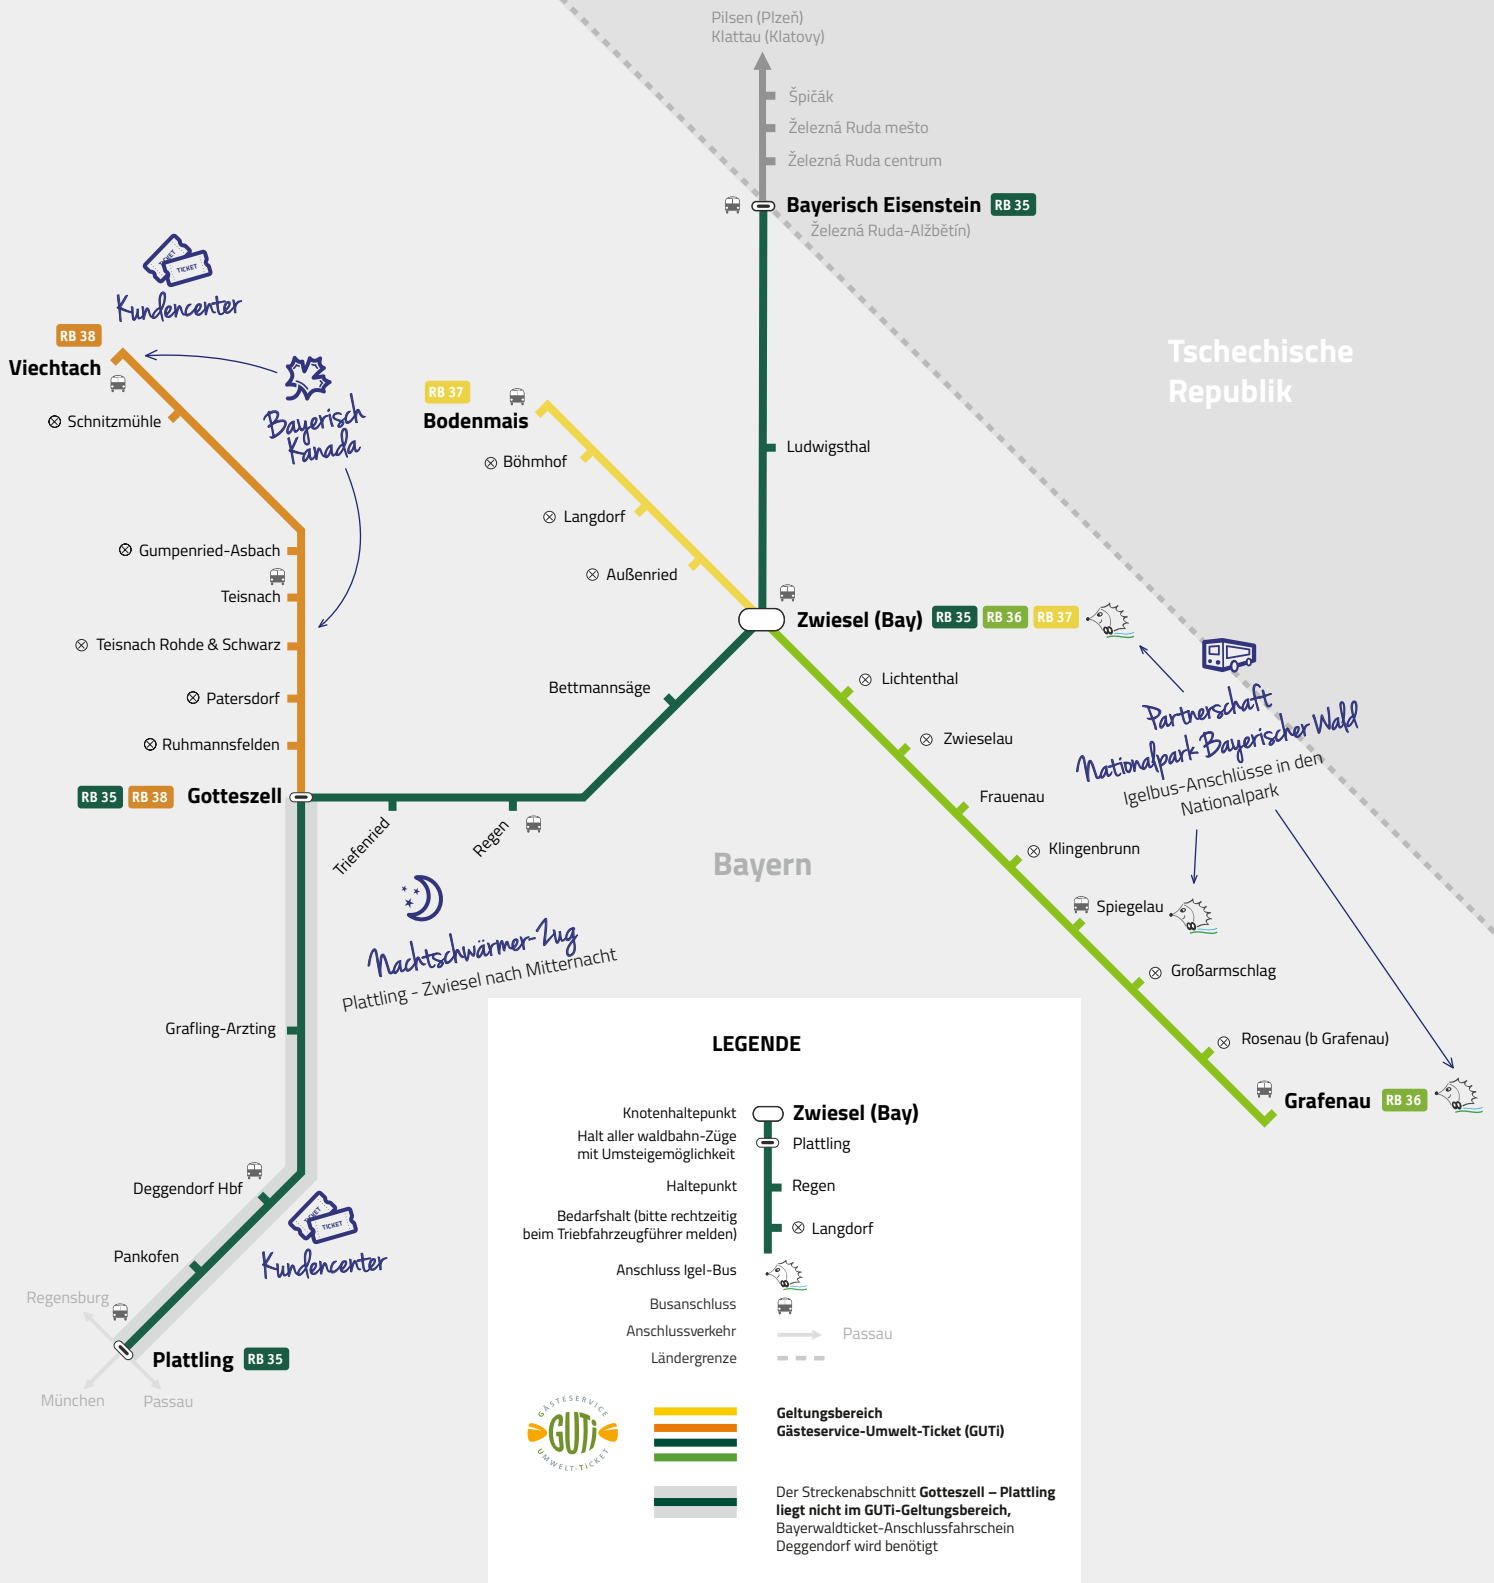 Pilsen (Plzeň)
Klattau (Klatovy)
Špičák
Železná Ruda mešto
Železná Ruda centrum
Bayerisch Eisenstein RB 35
Železná Ruda-Alžbětín)
TICKET
TICKET
Kundencenter
RB 38
Viechtach
Schnitzmühle
Bayerisch
Kanada
RB 37
Bodenmais
Böhmhof
Langdorf
Außenried
Tschechische
Republik
Ludwigsthal
Gumpenried-Asbach
Teisnach
Teisnach Rohde & Schwarz
Patersdorf
Ruhmannsfelden
RB 35 RB 38 Gotteszell
Zwiesel (Bay) RB 35 RB 36 RB 37
Bettmannsäge
Triefenried
Regen
Lichtenthal
Zwieselau
Frauenau
Klingenbrunn
Spiegelau
Großarmschlag
Rosenau (b Grafenau)
Grafenau RB 36
Partnerschaft
Nationalpark Bayerischer Wald
Igelbus-Anschlüsse in den
Nationalpark
Bayern
Nachtschwärmer-Zug
Plattling - Zwiesel nach Mitternacht
Grafling-Arzting
Deggendorf Hbf
TICKET
TICKET
Kundencenter
Pankofen
Regensburg
Plattling RB 35
München
Passau
LEGENDE
Knotenhaltepunkt
Zwiesel (Bay)
Halt aller waldbahn-Züge
mit Umsteigemöglichkeit
Plattling
Haltepunkt
Regen
Bedarfshalt (bitte rechtzeitig
beim Triebfahrzeugführer melden)
Langdorf
Anschluss Igel-Bus
Busanschluss
Anschlussverkehr
Passau
Ländergrenze
GÄSTESERVICE
GUTi
UMWELT-TiCKET
Geltungsbereich
Gästeservice-Umwelt-Ticket (GUTi)
Der Streckenabschnitt Gotteszell – Plattling
liegt nicht im GUTi-Geltungsbereich,
Bayerwaldticket-Anschlussfahrschein
Deggendorf wird benötigt